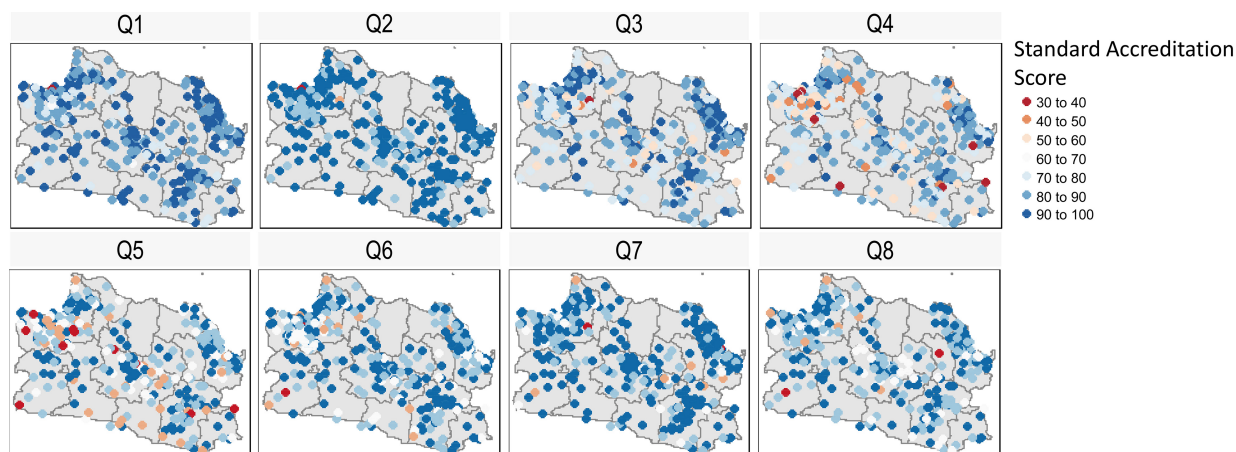 Q1
Q2
Q3
Q4
Standard Accreditation
Score
30 to 40
40 to 50
50 to 60
60 to 70
70 to 80
80 to 90
90 to 100
Q5
Q6
Q7
Q8